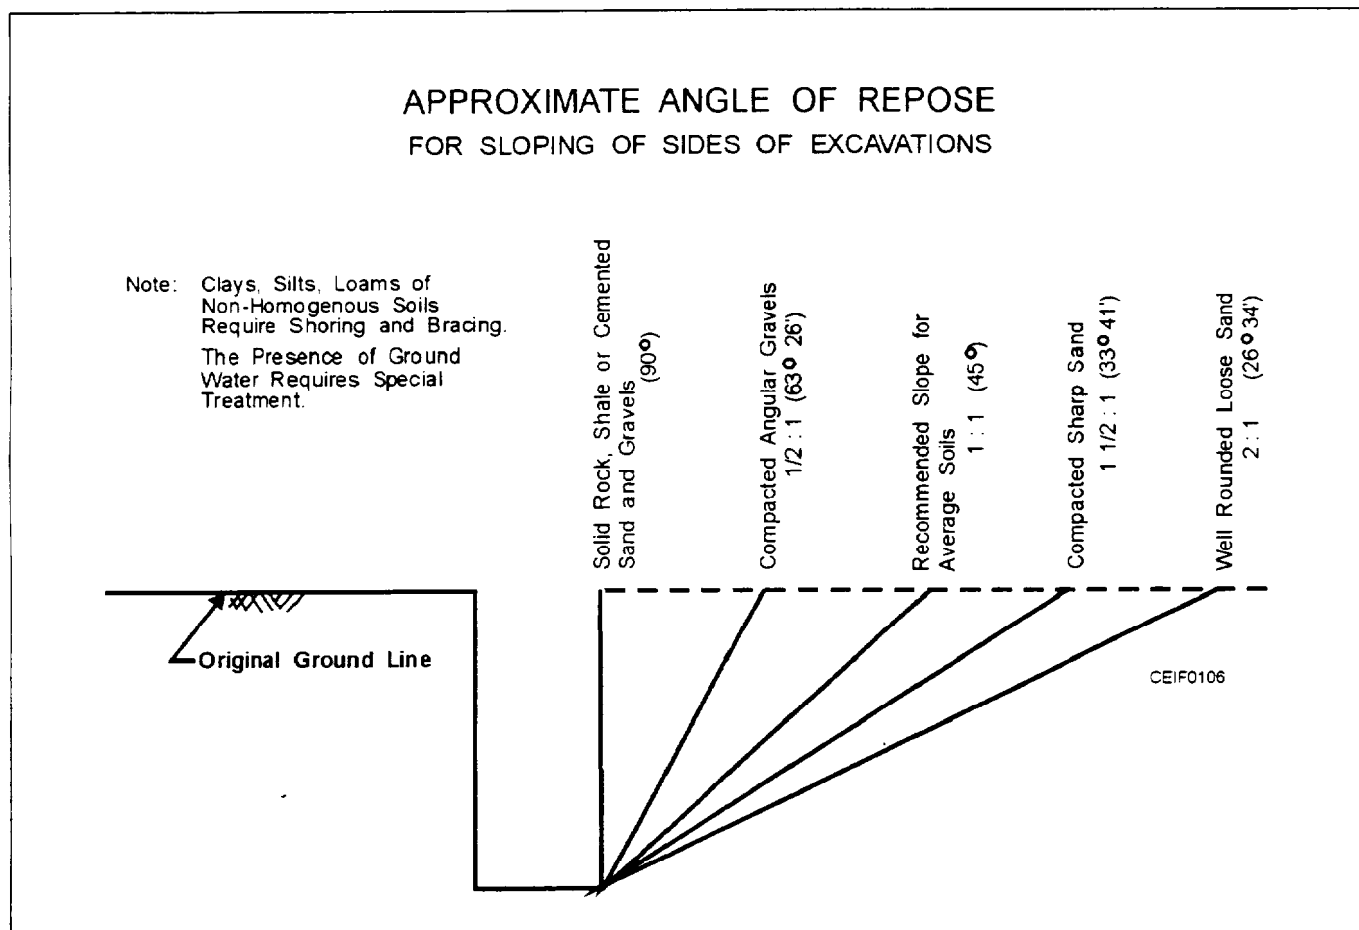 APPROXIMATE ANGLE OF REPOSE
FOR SLOPING OF SIDES OF EXCAVATIONS
Note: Clays, Silts, Loams of
Non-Homogenous Soils
Require Shoring and Bracing.
The Presence of Ground
Water Requires Special
Treatment.
Solid Rock, Shale or Cemented
Sand and Gravels
(90°)
Compacted Angular Gravels
1/2 : 1 (63° 26')
Recommended Slope for
Average Soils
1 : 1 (45°)
Compacted Sharp Sand
1 1/2 : 1 (33° 41')
Well Rounded Loose Sand
2 : 1 (26° 34')
Original Ground Line
CEIF0106